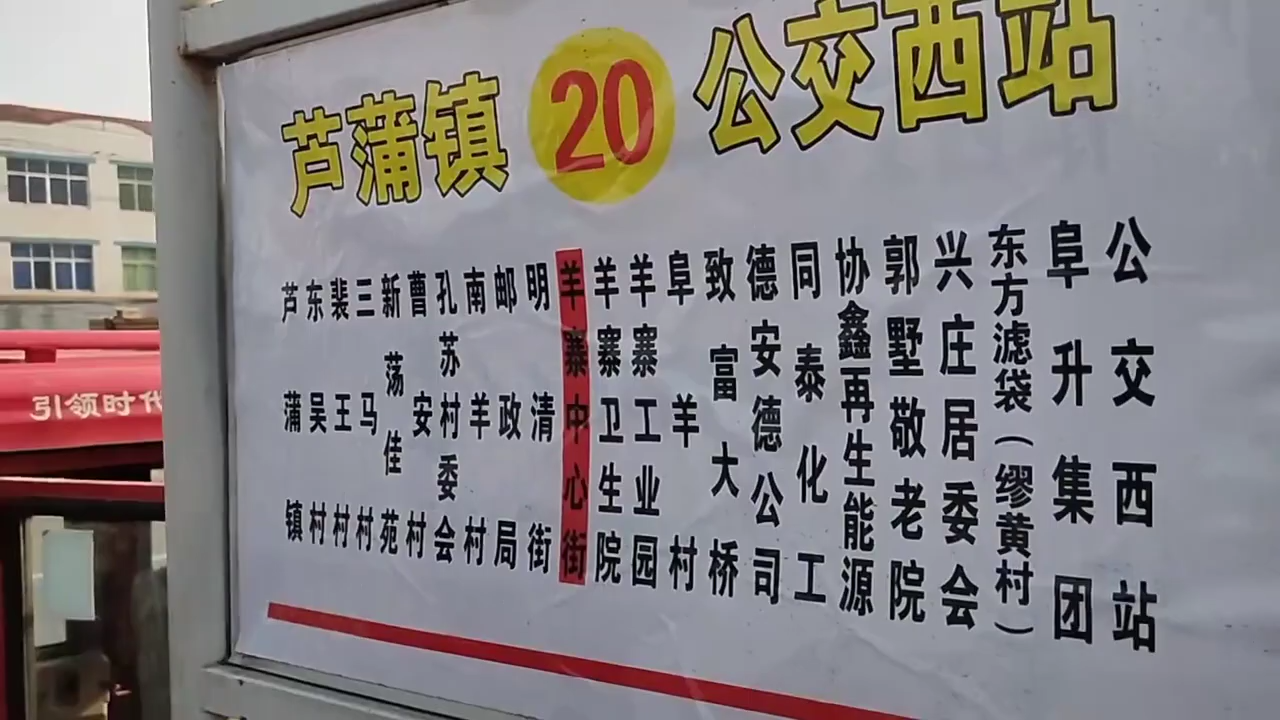 芦蒲镇 20 公交西站
芦蒲镇
东吴村
裴王村
三马村
新荡佳苑
曹安村
孔苏村委会
南羊村
邮政局
明清街
羊寨中心街
羊寨卫生院
羊寨工业园
阜羊村
致富大桥
德安德公司
同泰化工
协鑫再生能源
郭墅敬老院
兴庄居委会
东方滤袋（缪黄村）
阜升集团
公交西站
引领时代